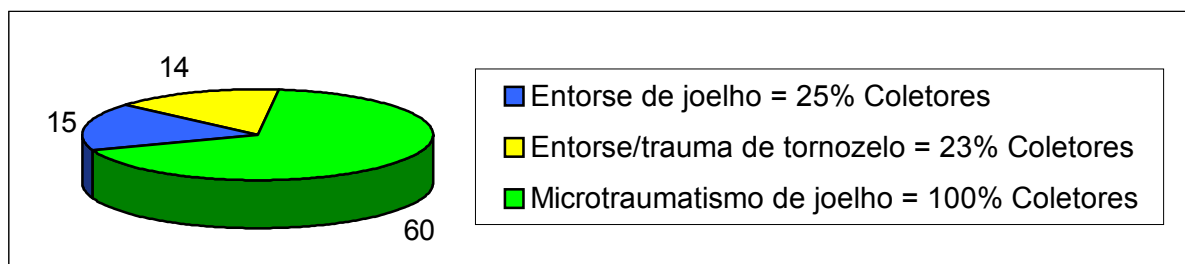 14
15
60
Entorse de joelho = 25% Coletores
Entorse/trauma de tornozelo = 23% Coletores
Microtraumatismo de joelho = 100% Coletores